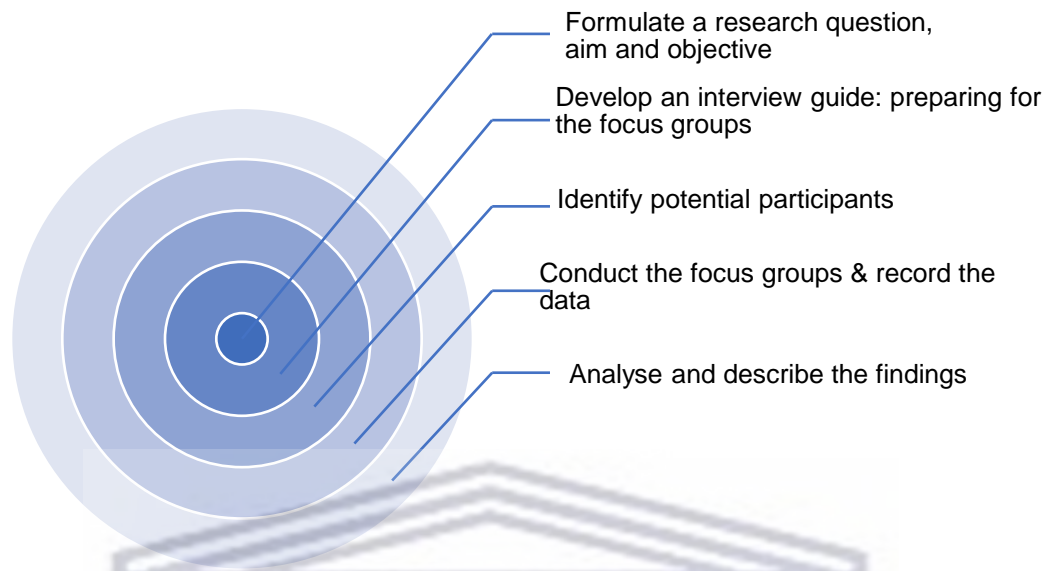 Formulate a research question,
aim and objective
Develop an interview guide: preparing for
the focus groups
Identify potential participants
Conduct the focus groups & record the
data
Analyse and describe the findings